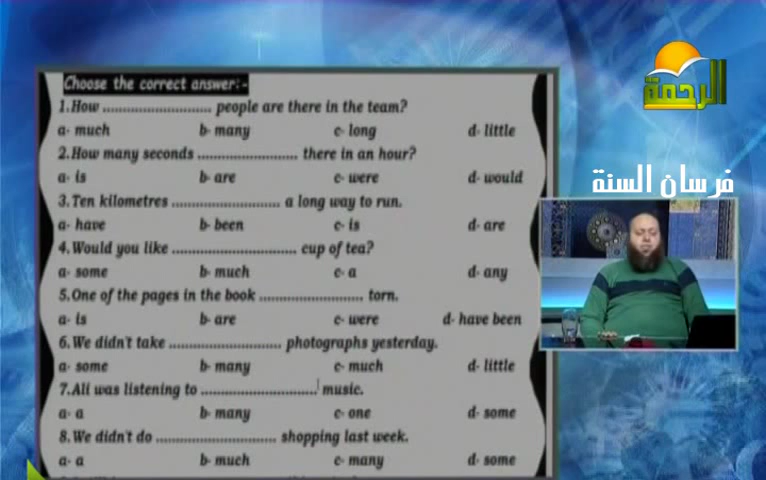 الرحمة
فرسان السنة
Choose the correct answer:-
1.How .......................... people are there in the team?
a- much b- many c- long d- little
2.How many seconds ........................ there in an hour?
a- is b- are c- were d- would
3.Ten kilometres .......................... a long way to run.
a- have b- been c- is d- are
4.Would you like .............................. cup of tea?
a- some b- much c- a d- any
5.One of the pages in the book ......................... torn.
a- is b- are c- were d- have been
6.We didn't take ........................... photographs yesterday.
a- some b- many c- much d- little
7.Ali was listening to ............................ music.
a- a b- many c- one d- some
8.We didn't do ............................. shopping last week.
a- a b- much c- many d- some